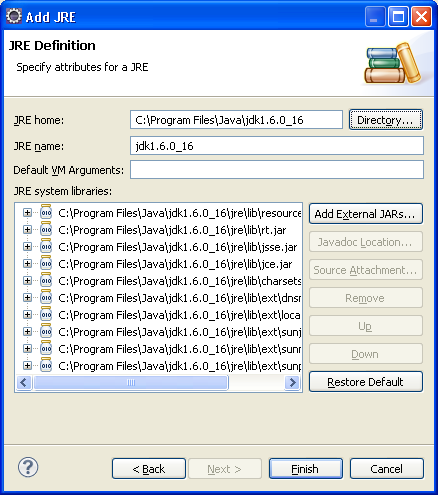 Add JRE
JRE Definition
Specify attributes for a JRE
JRE home: C:\Program Files\Java\jdk1.6.0_16 Directory...
JRE name: jdk1.6.0_16
Default VM Arguments:
JRE system libraries:
C:\Program Files\Java\jdk1.6.0_16\jre\lib\resource
C:\Program Files\Java\jdk1.6.0_16\jre\lib\rt.jar
C:\Program Files\Java\jdk1.6.0_16\jre\lib\jsse.jar
C:\Program Files\Java\jdk1.6.0_16\jre\lib\jce.jar
C:\Program Files\Java\jdk1.6.0_16\jre\lib\charsets
C:\Program Files\Java\jdk1.6.0_16\jre\lib\ext\dnsn
C:\Program Files\Java\jdk1.6.0_16\jre\lib\ext\loca
C:\Program Files\Java\jdk1.6.0_16\jre\lib\ext\sunj
C:\Program Files\Java\jdk1.6.0_16\jre\lib\ext\sunm
C:\Program Files\Java\jdk1.6.0_16\jre\lib\ext\sunp
Add External JARs...
Javadoc Location...
Source Attachment...
Remove
Up
Down
Restore Default
? < Back Next > Finish Cancel